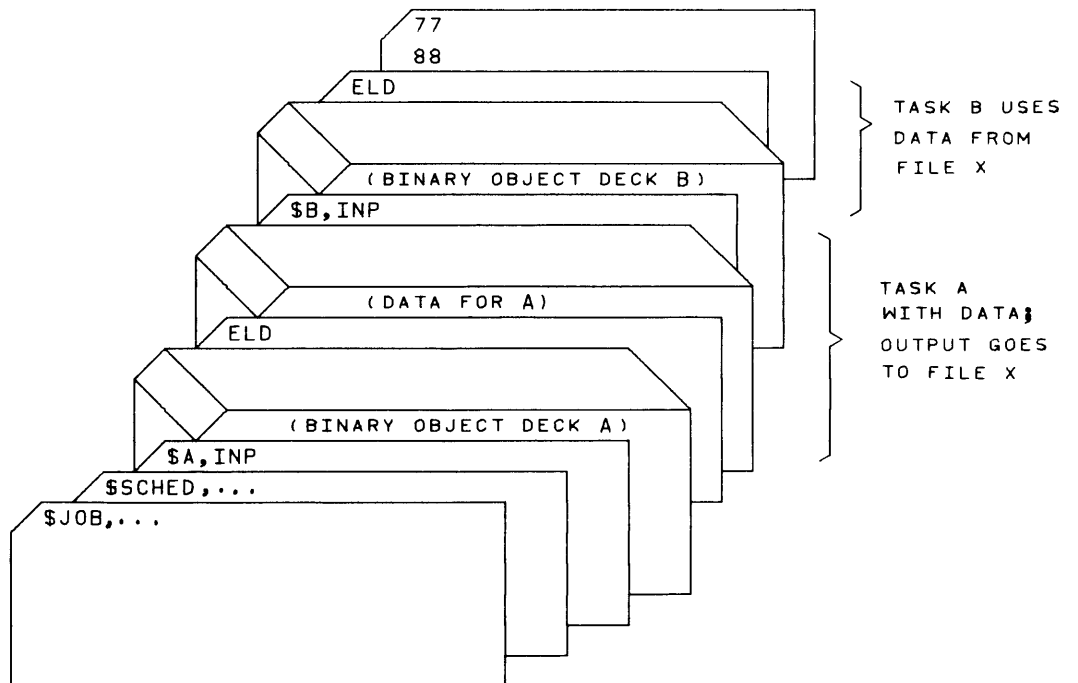 77
88
ELD
(BINARY OBJECT DECK B)
$B,INP
(DATA FOR A)
ELD
(BINARY OBJECT DECK A)
$A,INP
$SCHED,...
$JOB,...
TASK B USES
DATA FROM
FILE X
TASK A
WITH DATA;
OUTPUT GOES
TO FILE X